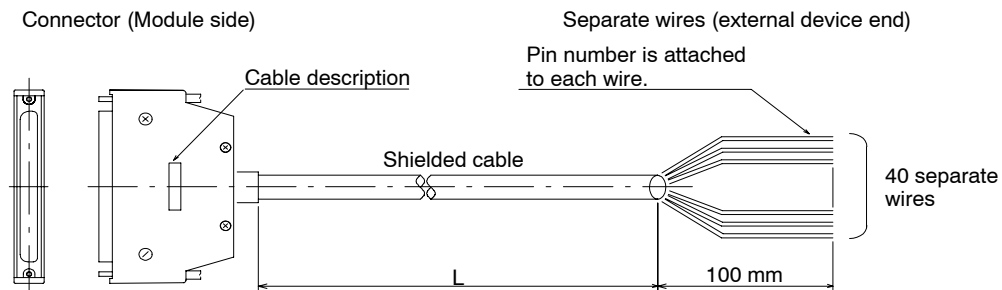 Connector (Module side)
Separate wires (external device end)
Pin number is attached
to each wire.
Cable description
Shielded cable
40 separate
wires
L
100 mm